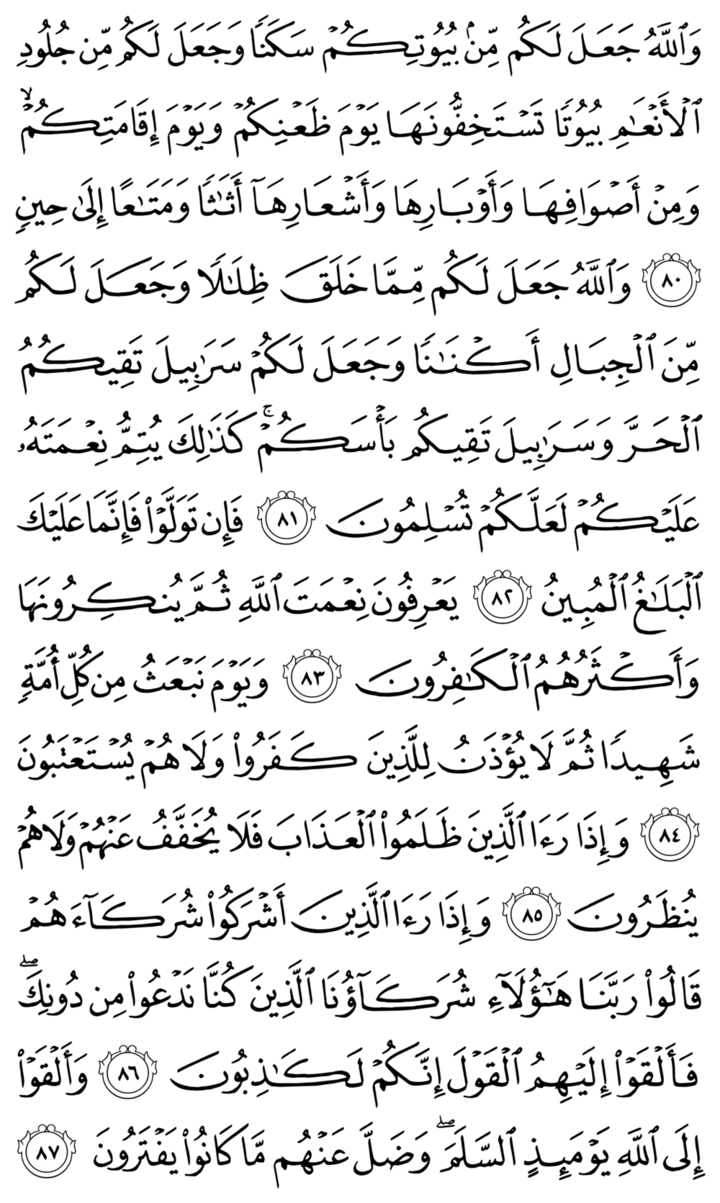 وَٱللَّهُ جَعَلَ لَكُم مِّنۢ بُيُوتِكُمۡ سَكَنٗا وَجَعَلَ لَكُم مِّن جُلُودِ
ٱلۡأَنۡعَٰمِ بُيُوتٗا تَسۡتَخِفُّونَهَا يَوۡمَ ظَعۡنِكُمۡ وَيَوۡمَ إِقَامَتِكُمۡۙ
وَمِنۡ أَصۡوَافِهَا وَأَوۡبَارِهَا وَأَشۡعَارِهَآ أَثَٰثٗا وَمَتَٰعًا إِلَىٰ حِينٖ
٨٠ وَٱللَّهُ جَعَلَ لَكُم مِّمَّا خَلَقَ ظِلَٰلٗا وَجَعَلَ لَكُم
مِّنَ ٱلۡجِبَالِ أَكۡنَٰنٗا وَجَعَلَ لَكُمۡ سَرَٰبِيلَ تَقِيكُمُ
ٱلۡحَرَّ وَسَرَٰبِيلَ تَقِيكُم بَأۡسَكُمۡۚ كَذَٰلِكَ يُتِمُّ نِعۡمَتَهُۥ
عَلَيۡكُمۡ لَعَلَّكُمۡ تُسۡلِمُونَ ٨١ فَإِن تَوَلَّوۡاْ فَإِنَّمَا عَلَيۡكَ
ٱلۡبَلَٰغُ ٱلۡمُبِينُ ٨٢ يَعۡرِفُونَ نِعۡمَتَ ٱللَّهِ ثُمَّ يُنكِرُونَهَا
وَأَكۡثَرُهُمُ ٱلۡكَٰفِرُونَ ٨٣ وَيَوۡمَ نَبۡعَثُ مِن كُلِّ أُمَّةٖ
شَهِيدٗا ثُمَّ لَا يُؤۡذَنُ لِلَّذِينَ كَفَرُواْ وَلَا هُمۡ يُسۡتَعۡتَبُونَ
٨٤ وَإِذَا رَءَا ٱلَّذِينَ ظَلَمُواْ ٱلۡعَذَابَ فَلَا يُخَفَّفُ عَنۡهُمۡ وَلَا هُمۡ
يُنظَرُونَ ٨٥ وَإِذَا رَءَا ٱلَّذِينَ أَشۡرَكُواْ شُرَكَآءَهُمۡ
قَالُواْ رَبَّنَا هَٰٓؤُلَآءِ شُرَكَآؤُنَا ٱلَّذِينَ كُنَّا نَدۡعُواْ مِن دُونِكَۖ
فَأَلۡقَوۡاْ إِلَيۡهِمُ ٱلۡقَوۡلَ إِنَّكُمۡ لَكَٰذِبُونَ ٨٦ وَأَلۡقَوۡاْ
إِلَى ٱللَّهِ يَوۡمَئِذٍ ٱلسَّلَمَۖ وَضَلَّ عَنۡهُم مَّا كَانُواْ يَفۡتَرُونَ ٨٧